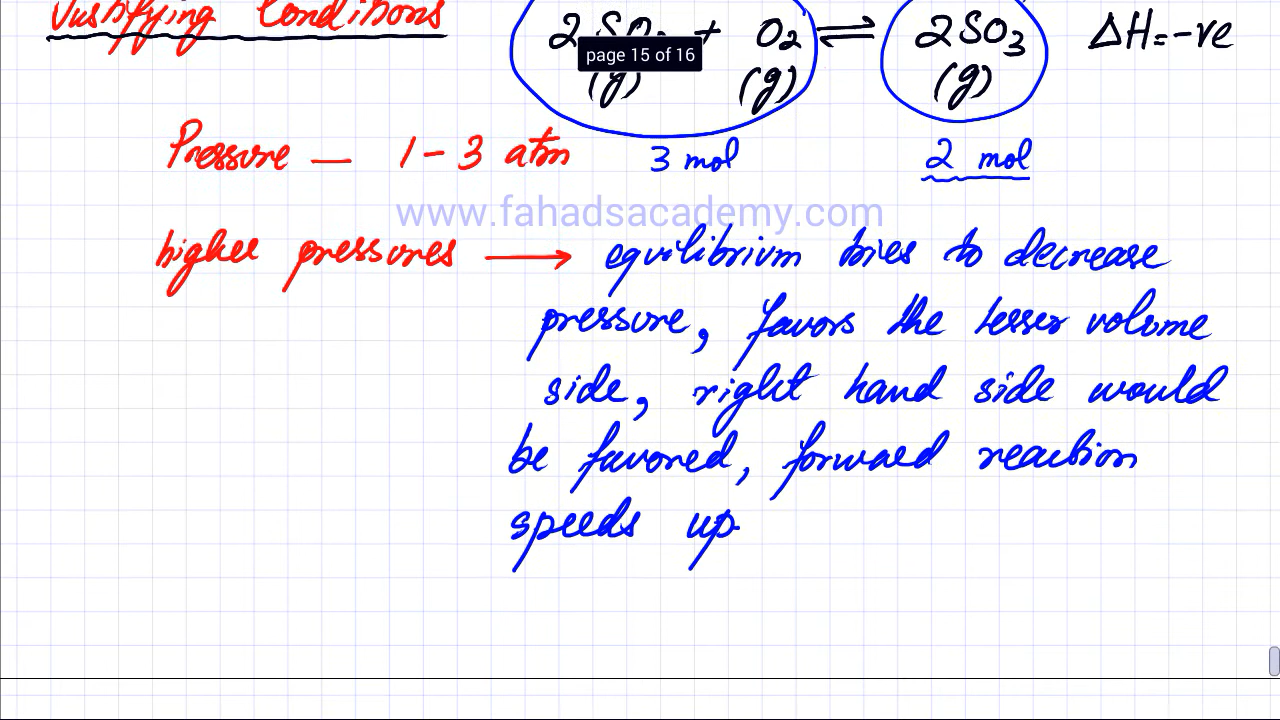 Justifying Conditions
2 SO₂ + O₂ ⇌ 2SO₃ ΔH = -ve
page 15 of 16
(g) (g) (g)
Pressure — 1 - 3 atm 3 mol 2 mol
www.fahadsacademy.com
higher pressures → equilibrium tries to decrease
pressure, favors the lesser volume
side, right hand side would
be favored, forward reaction
speeds up